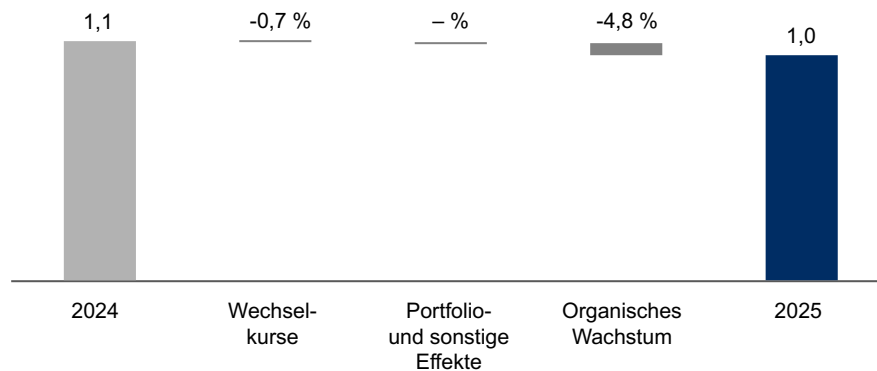 1,1
-0,7 %
– %
-4,8 %
1,0
2024
Wechsel-
kurse
Portfolio-
und sonstige
Effekte
Organisches
Wachstum
2025